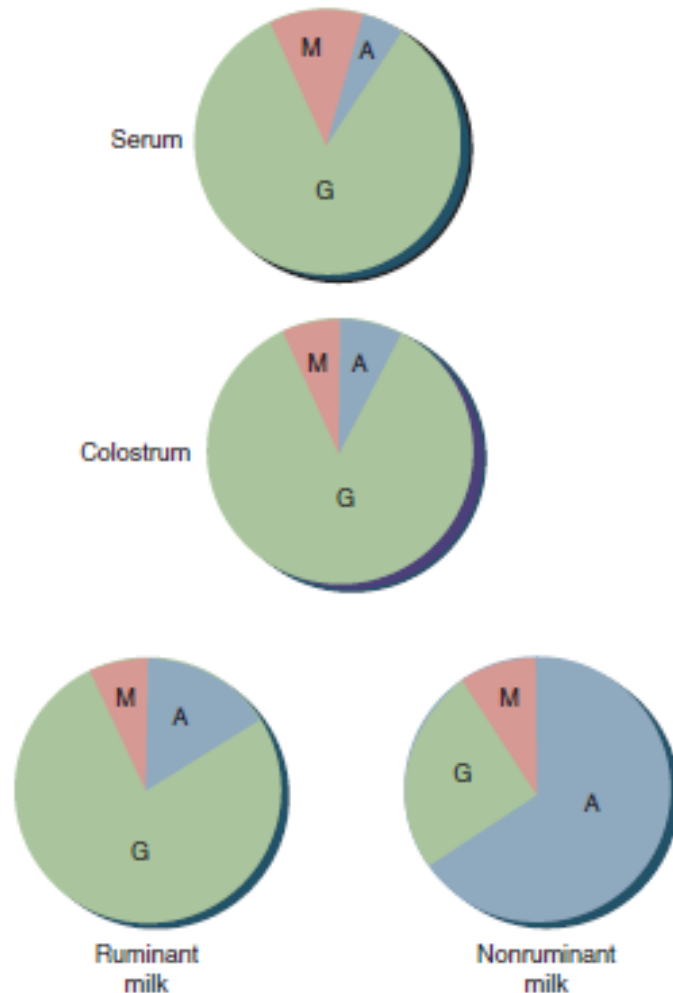 M A
Serum
G
M A
Colostrum
G
M
A
G
Ruminant
milk
M
G
A
Nonruminant
milk